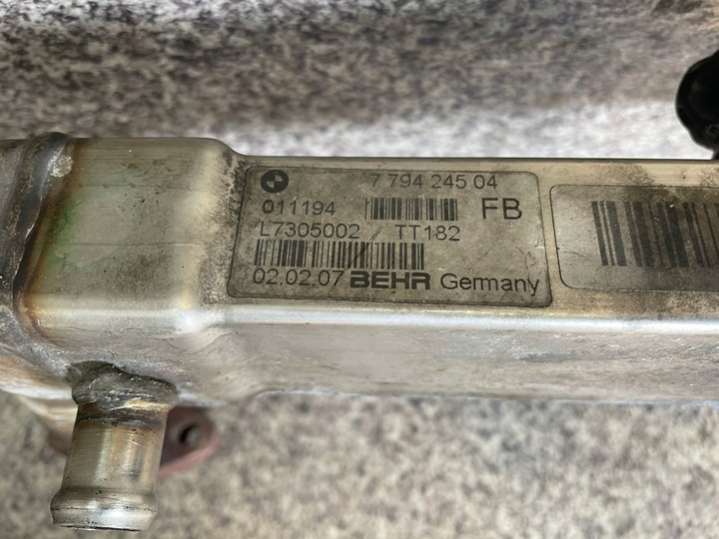 7 794 245 04
011194 FB
L7305002 / TT182
02.02.07 BEHR Germany